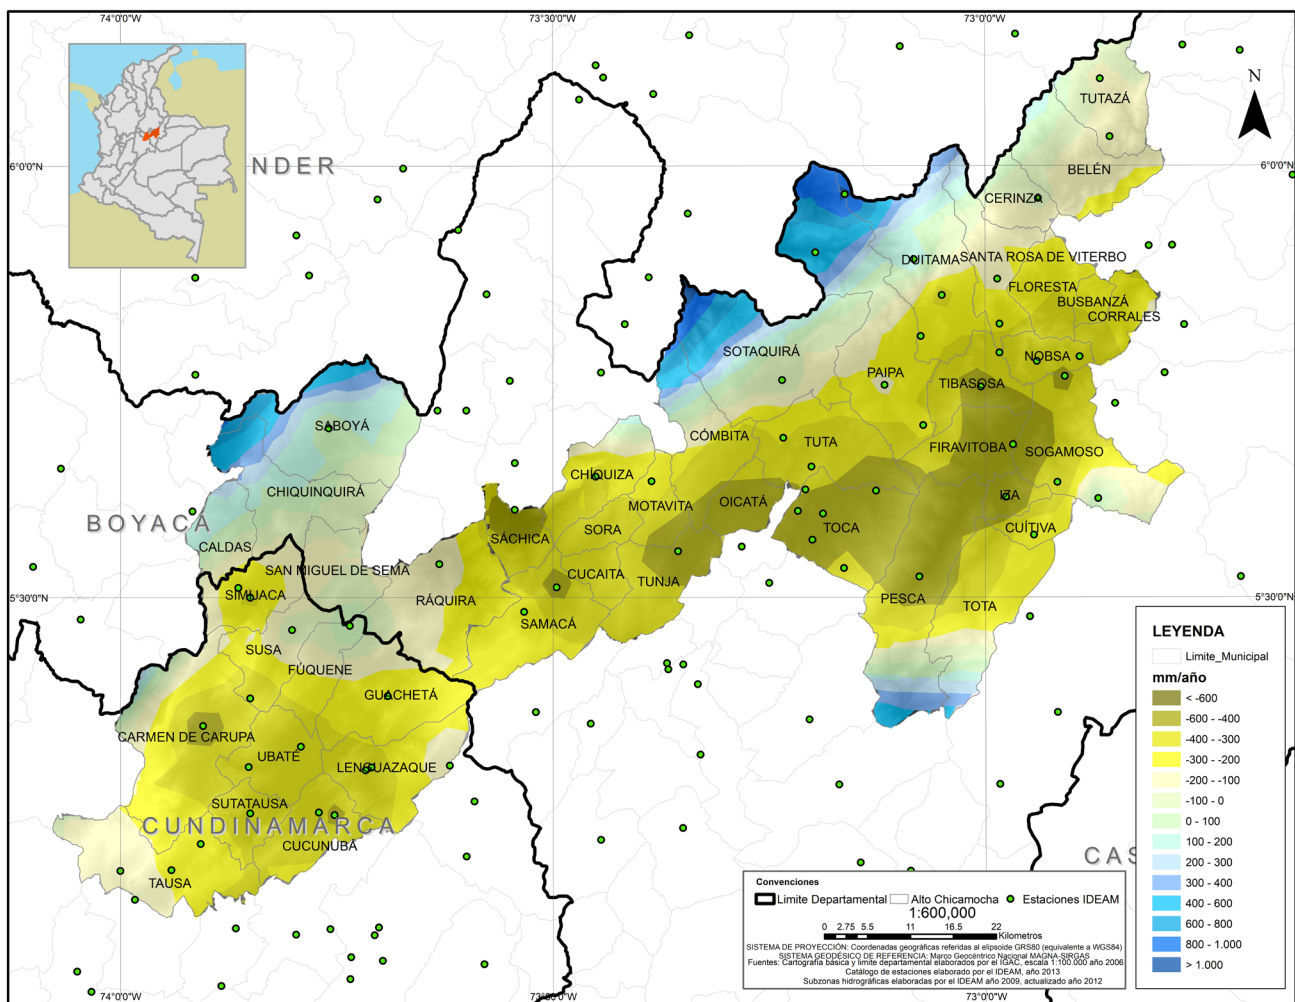 74°0'0"W
73°30'0"W
73°0'0"W
N
NDER
6°0'0"N
6°0'0"N
TUTAZÁ
BELÉN
CERINZA
DUITAMA
SANTA ROSA DE VITERBO
FLORESTA
BUSBANZÁ
CORRALES
SOTAQUIRÁ
NOBSA
PAIPA
TIBASOSA
SABOYÁ
CÓMBITA
TUTA
FIRAVITOBA
SOGAMOSO
CHÍQUIZA
CHIQUINQUIRÁ
MOTAVITA
OICATÁ
IZA
BOYACA
SÁCHICA
SORA
TOCA
CUÍTIVA
CALDAS
SAN MIGUEL DE SEMA
CUCAITA
TUNJA
SIMIJACA
RÁQUIRA
5°30'0"N
5°30'0"N
PESCA
TOTA
SAMACÁ
SUSA
FÚQUENE
GUACHETÁ
CARMEN DE CARUPA
UBATÉ
LENGUAZAQUE
SUTATAUSA
CUNDINAMARCA
CUCUNUBÁ
TAUSA
CAS
LEYENDA
Limite_Municipal
mm/año
< -600
-600 - -400
-400 - -300
-300 - -200
-200 - -100
-100 - 0
0 - 100
100 - 200
200 - 300
300 - 400
400 - 600
600 - 800
800 - 1.000
> 1.000
Convenciones
Limite Departamental
Alto Chicamocha
Estaciones IDEAM
1:600,000
0 2.75 5.5 11 16.5 22
Kilometros
SISTEMA DE PROYECCIÓN: Coordenadas geográficas referidas al elipsoide GRS80 (equivalente a WGS84)
SISTEMA GEODÉSICO DE REFERENCIA: Marco Geocéntrico Nacional MAGNA-SIRGAS
Fuentes: Cartografía básica y limite departamental elaborados por el IGAC, escala 1:100.000 año 2006
Catálogo de estaciones elaborado por el IDEAM, año 2013
Subzonas hidrográficas elaboradas por el IDEAM año 2009, actualizado año 2012
74°0'0"W
73°0'0"W